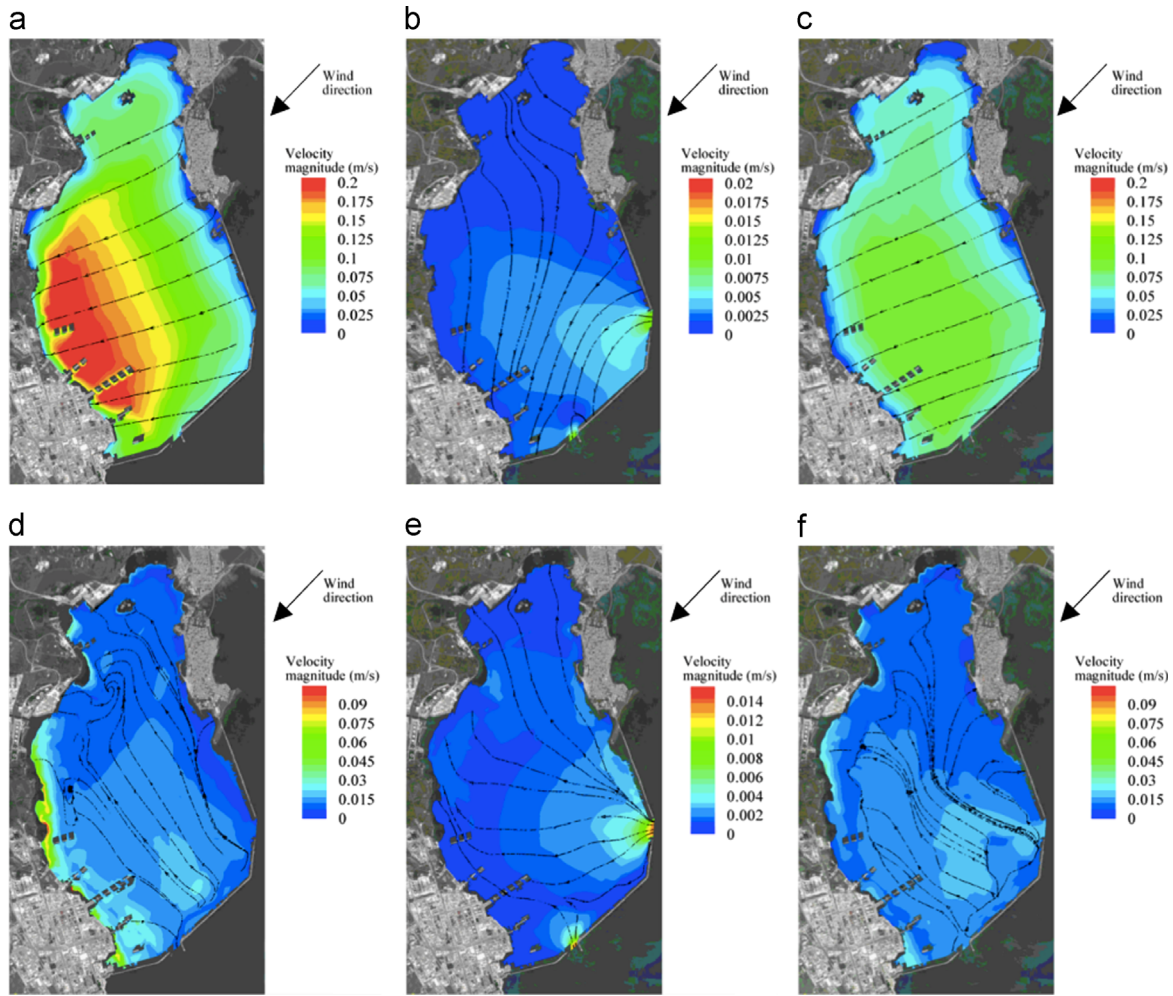 a
Wind
direction
Velocity
magnitude (m/s)
0.2
0.175
0.15
0.125
0.1
0.075
0.05
0.025
0
b
Wind
direction
Velocity
magnitude (m/s)
0.02
0.0175
0.015
0.0125
0.01
0.0075
0.005
0.0025
0
c
Wind
direction
Velocity
magnitude (m/s)
0.2
0.175
0.15
0.125
0.1
0.075
0.05
0.025
0
d
Wind
direction
Velocity
magnitude (m/s)
0.09
0.075
0.06
0.045
0.03
0.015
0
e
Wind
direction
Velocity
magnitude (m/s)
0.014
0.012
0.01
0.008
0.006
0.004
0.002
0
f
Wind
direction
Velocity
magnitude (m/s)
0.09
0.075
0.06
0.045
0.03
0.015
0